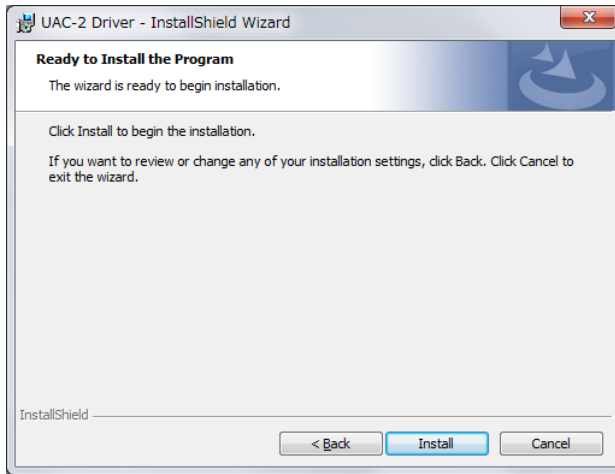 UAC-2 Driver - InstallShield Wizard
Ready to Install the Program
The wizard is ready to begin installation.
Click Install to begin the installation.
If you want to review or change any of your installation settings, click Back. Click Cancel to
exit the wizard.
InstallShield
< Back
Install
Cancel